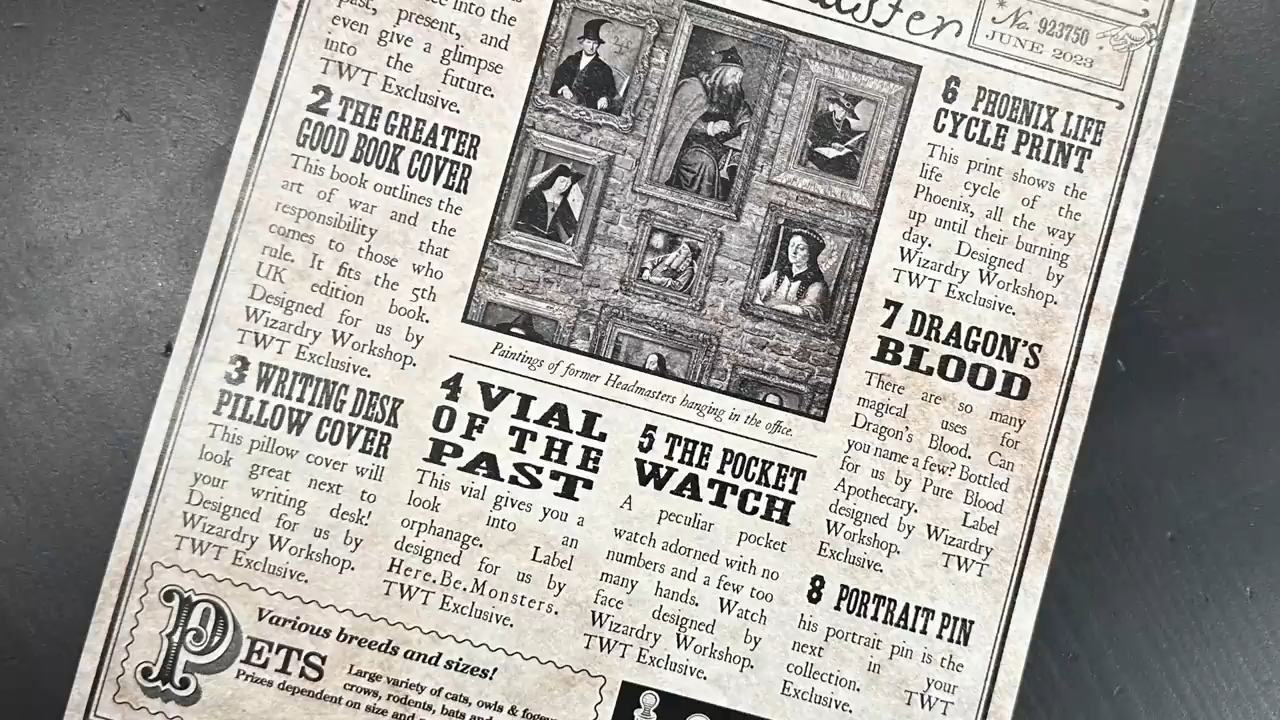 into the
past, present, and
even give a glimpse
into the future.
TWT Exclusive.
2 THE GREATER
GOOD BOOK COVER
This book outlines the
art of war and the
responsibility that
comes to those who
rule. It fits the 5th
UK edition book.
Designed for us by
Wizardry Workshop.
TWT Exclusive.
3 WRITING DESK
PILLOW COVER
This pillow cover will
look great next to
your writing desk!
Designed for us by
Wizardry Workshop.
TWT Exclusive.
No. 923750
JUNE, 2023
Paintings of former Headmasters hanging in the office.
4 VIAL
OF THE
PAST
This vial gives you a
look into an
orphanage. Label
designed for us by
Here.Be.Monsters.
TWT Exclusive.
5 THE POCKET
WATCH
A peculiar pocket
watch adorned with no
numbers and a few too
many hands. Watch
face designed by
Wizardry Workshop.
TWT Exclusive.
6 PHOENIX LIFE
CYCLE PRINT
This print shows the
life cycle of the
Phoenix, all the way
up until their burning
day. Designed by
Wizardry Workshop.
TWT Exclusive.
7 DRAGON'S
BLOOD
There are so many
magical uses for
Dragon's Blood. Can
you name a few? Bottled
for us by Pure Blood
Apothecary. Label
designed by Wizardry
Workshop. TWT
Exclusive.
8 PORTRAIT PIN
his portrait pin is the
next in your
collection. TWT
Exclusive.
PETS
Various breeds and sizes!
Large variety of cats, owls &
crows, rodents, bats and
Prizes dependent on size and